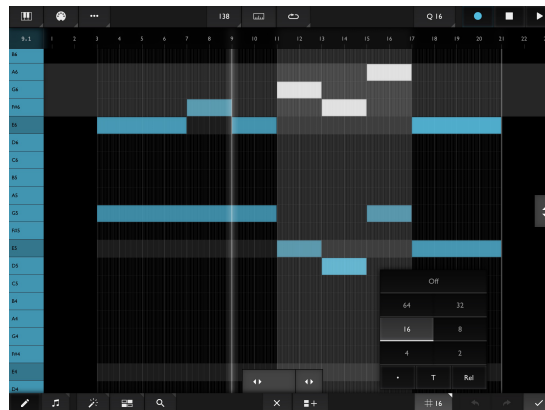 138
Q 16
9.1 1 2 3 4 5 6 7 8 9 10 11 12 13 14 15 16 17 18 19 20 21 22
B6
A6
G6
F#6
E6
D6
C6
B5
A5
G5
F#5
E5
D5
C5
B4
A4
G4
F#4
E4
D4
Off
64 32
16 8
4 2
T Rel
16